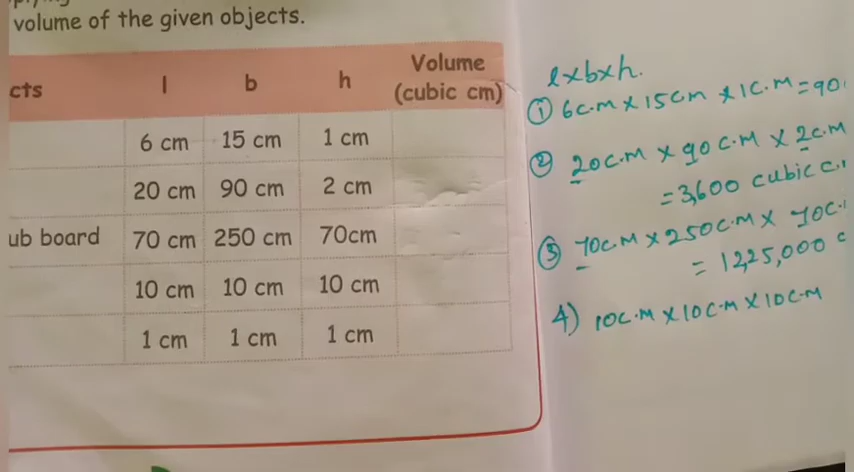 volume of the given objects.
cts l b h Volume (cubic cm)
6 cm 15 cm 1 cm
20 cm 90 cm 2 cm
ub board 70 cm 250 cm 70cm
10 cm 10 cm 10 cm
1 cm 1 cm 1 cm
l×b×h.
① 6c.m × 15cm × 1c.m = 90
② 20c.m × 90c.m × 2c.m
= 3,600 cubic c.
③ 70c.m × 250c.m × 70c.
= 12,25,000 c
4) 10c.m × 10c.m × 10c.m